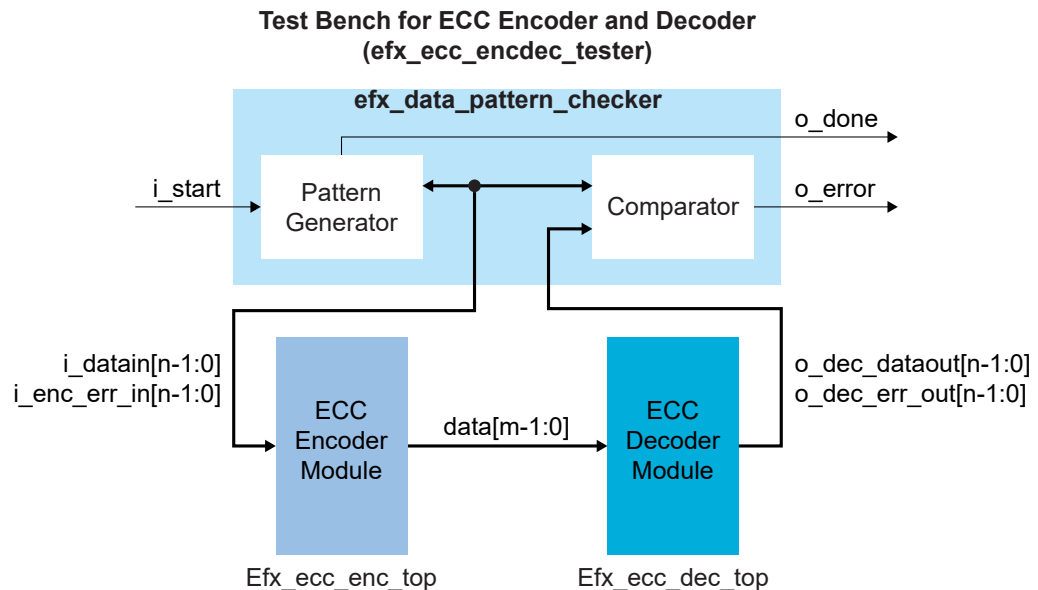 Test Bench for ECC Encoder and Decoder
(efx_ecc_encdec_tester)
efx_data_pattern_checker
o_done
i_start
Pattern
Generator
Comparator
o_error
i_datain[n-1:0]
i_enc_err_in[n-1:0]
ECC
Encoder
Module
data[m-1:0]
ECC
Decoder
Module
o_dec_dataout[n-1:0]
o_dec_err_out[n-1:0]
Efx_ecc_enc_top
Efx_ecc_dec_top